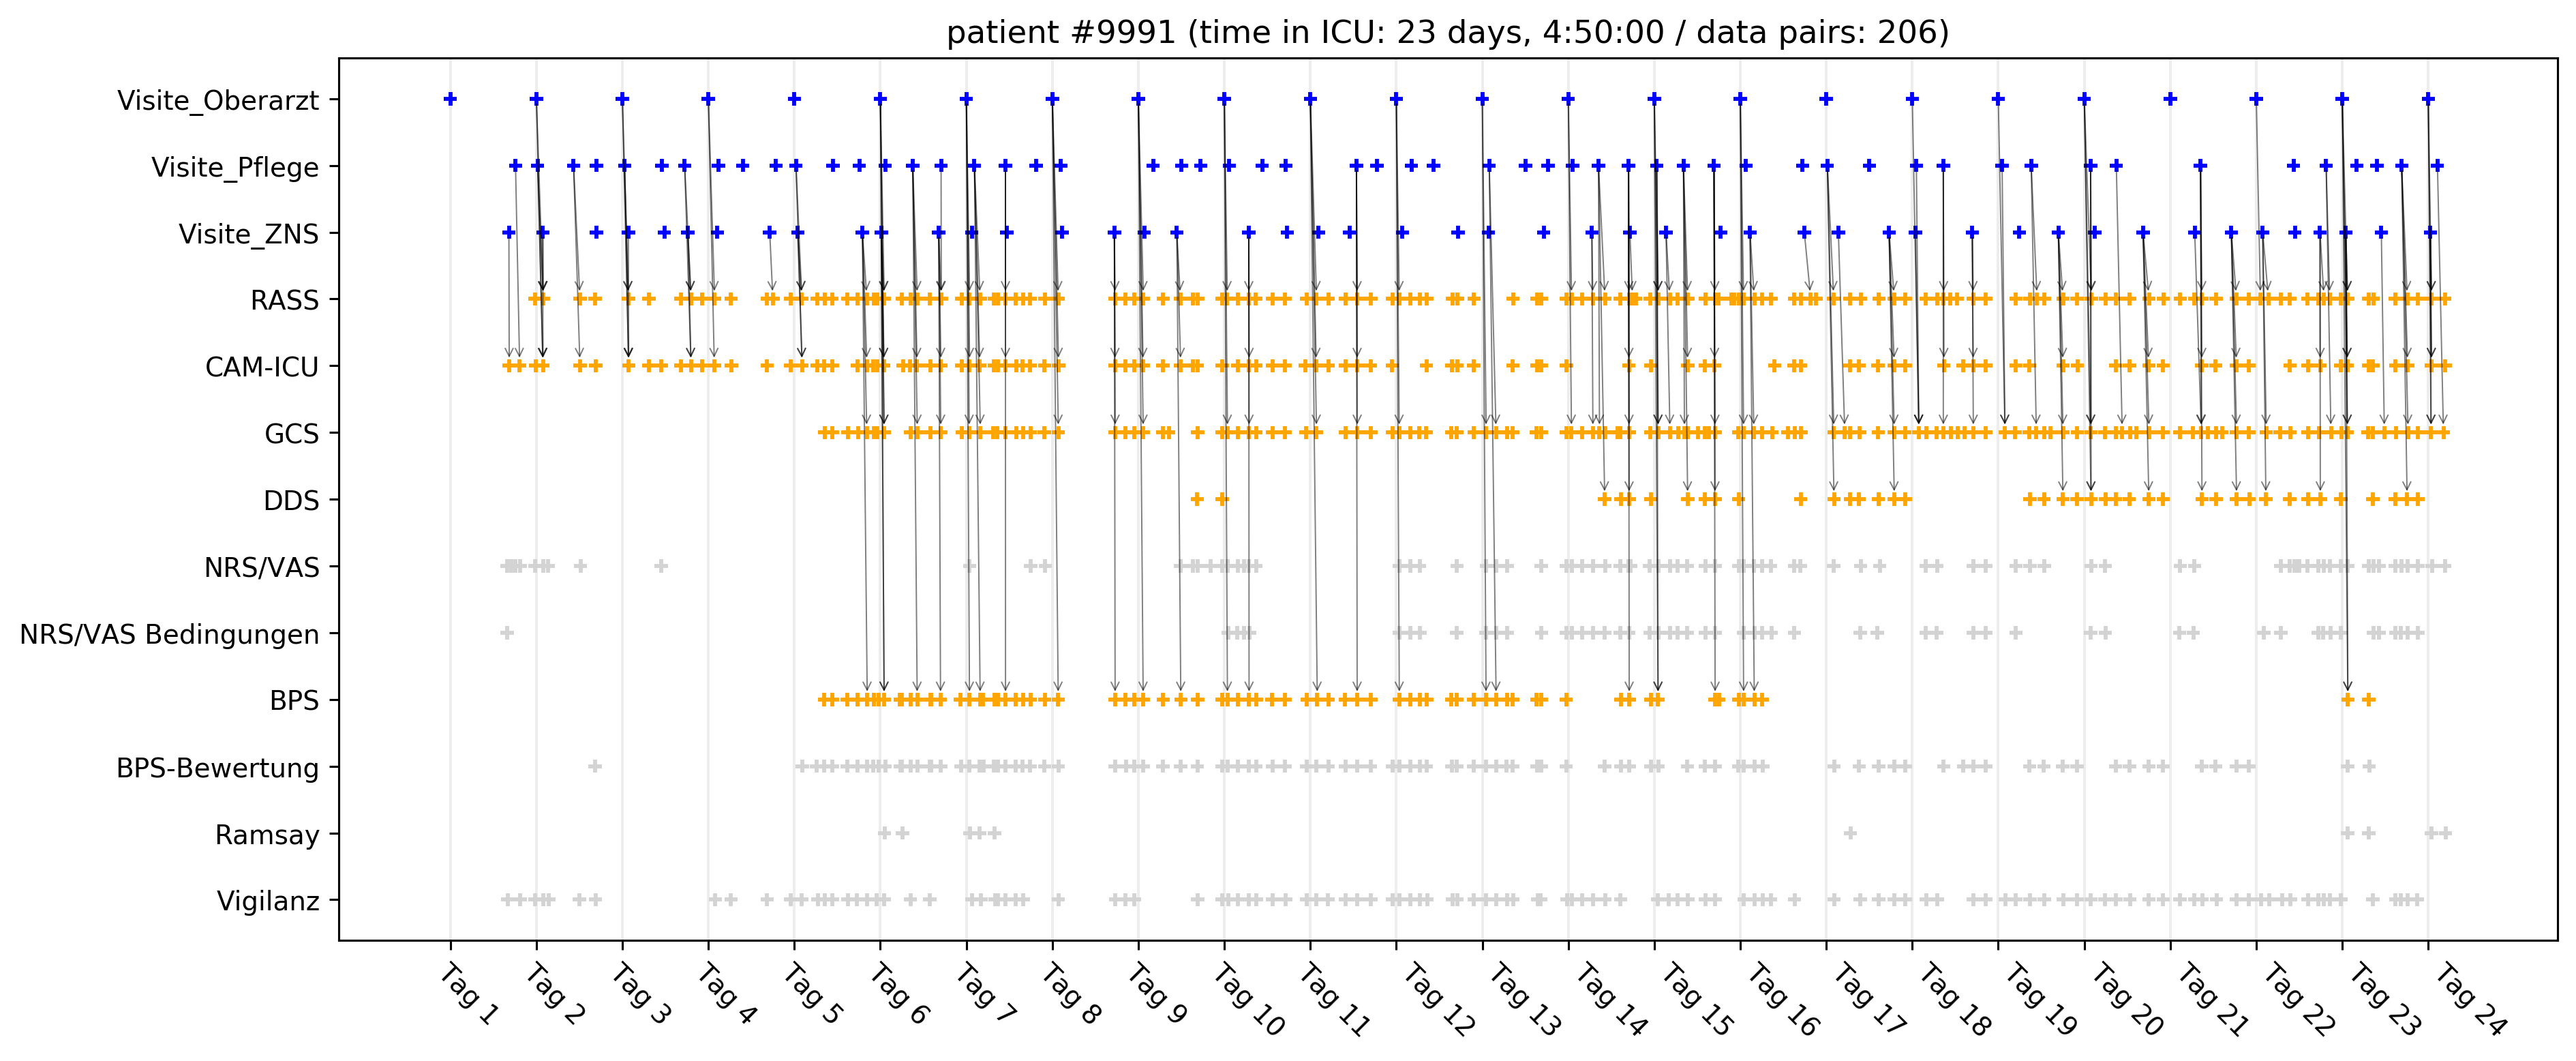 patient #9991 (time in ICU: 23 days, 4:50:00 / data pairs: 206)
Visite_Oberarzt
Visite_Pflege
Visite_ZNS
RASS
CAM-ICU
GCS
DDS
NRS/VAS
NRS/VAS Bedingungen
BPS
BPS-Bewertung
Ramsay
Vigilanz
Tag 1
Tag 2
Tag 3
Tag 4
Tag 5
Tag 6
Tag 7
Tag 8
Tag 9
Tag 10
Tag 11
Tag 12
Tag 13
Tag 14
Tag 15
Tag 16
Tag 17
Tag 18
Tag 19
Tag 20
Tag 21
Tag 22
Tag 23
Tag 24